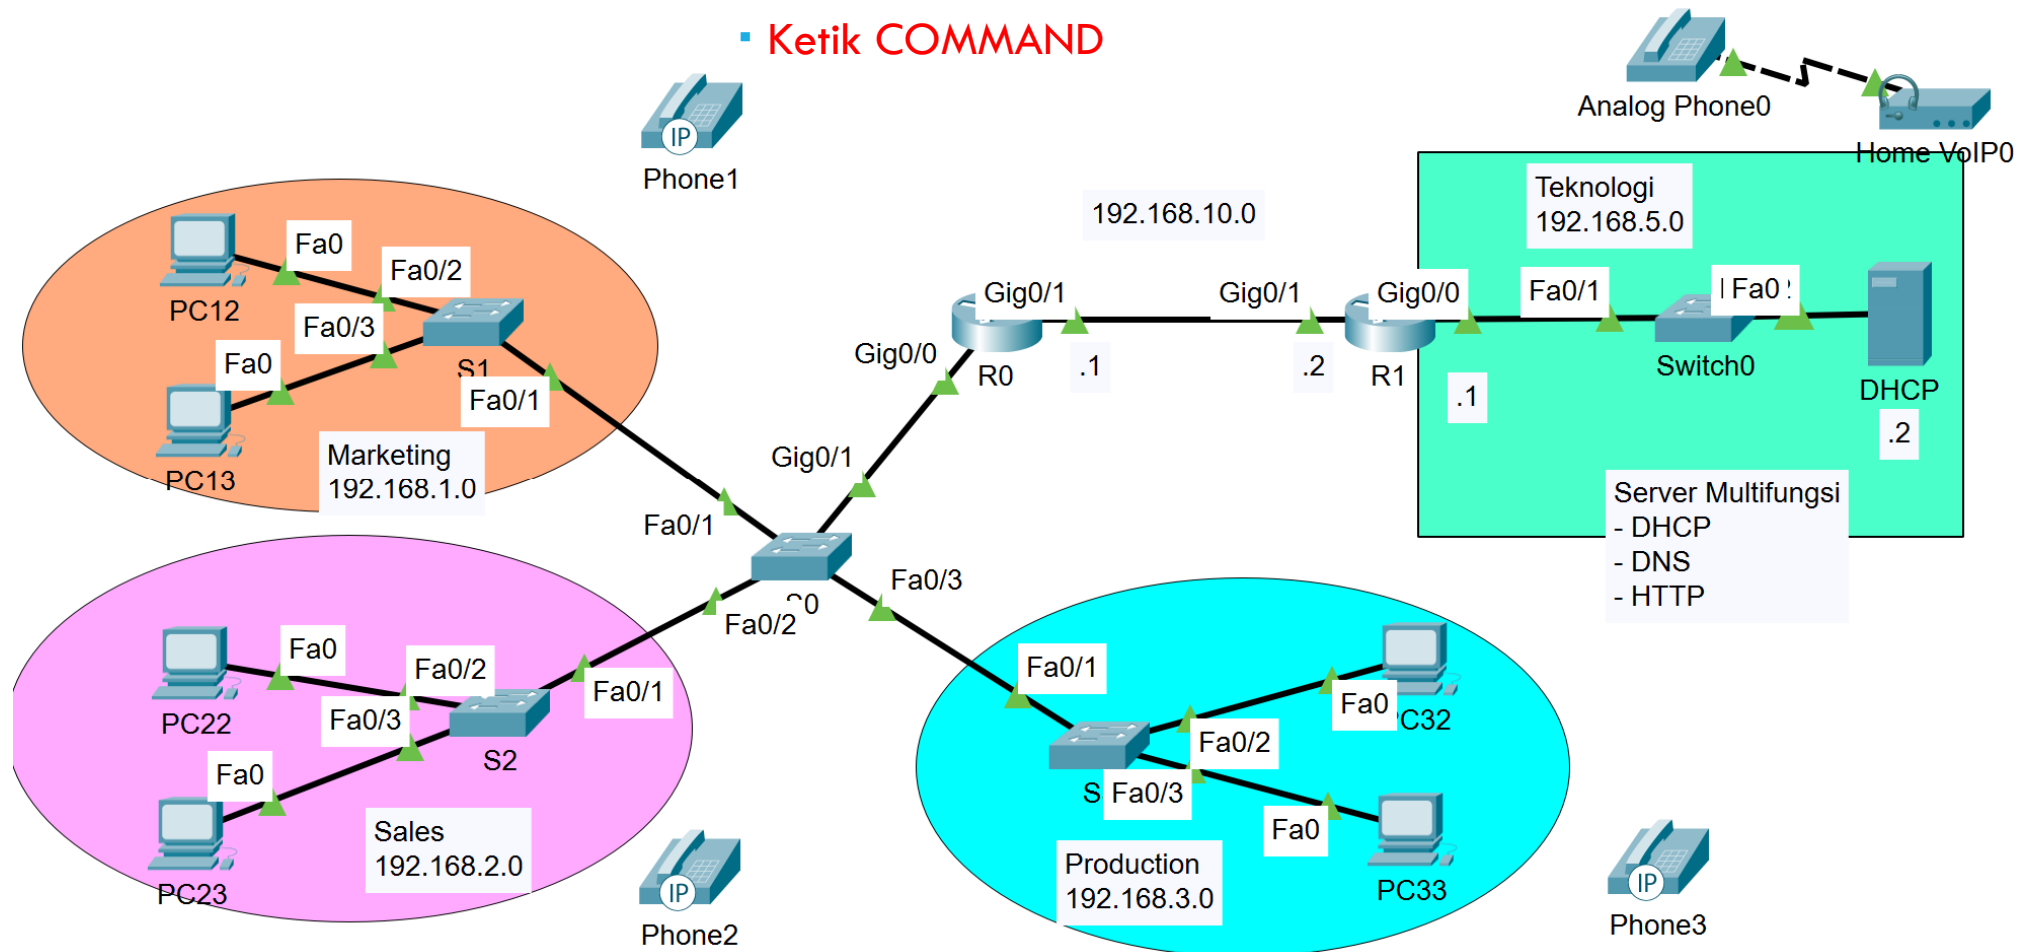 ▪ Ketik COMMAND
Phone1
Analog Phone0
Home VoIP0
Teknologi
192.168.5.0
192.168.10.0
PC12
Fa0
Fa0/2
Fa0/3
Fa0
PC13
S1
Fa0/1
Marketing
192.168.1.0
Gig0/0
Gig0/1
R0
.1
Gig0/1
.2
R1
Gig0/0
.1
Fa0/1
Switch0
Fa0
DHCP
.2
Server Multifungsi
- DHCP
- DNS
- HTTP
Gig0/1
Fa0/1
Fa0/2
Fa0/3
PC22
Fa0
Fa0/2
Fa0/3
Fa0
PC23
S2
Fa0/1
Sales
192.168.2.0
Phone2
Fa0/1
Fa0/2
Fa0/3
Fa0
PC32
Fa0
PC33
Production
192.168.3.0
Phone3